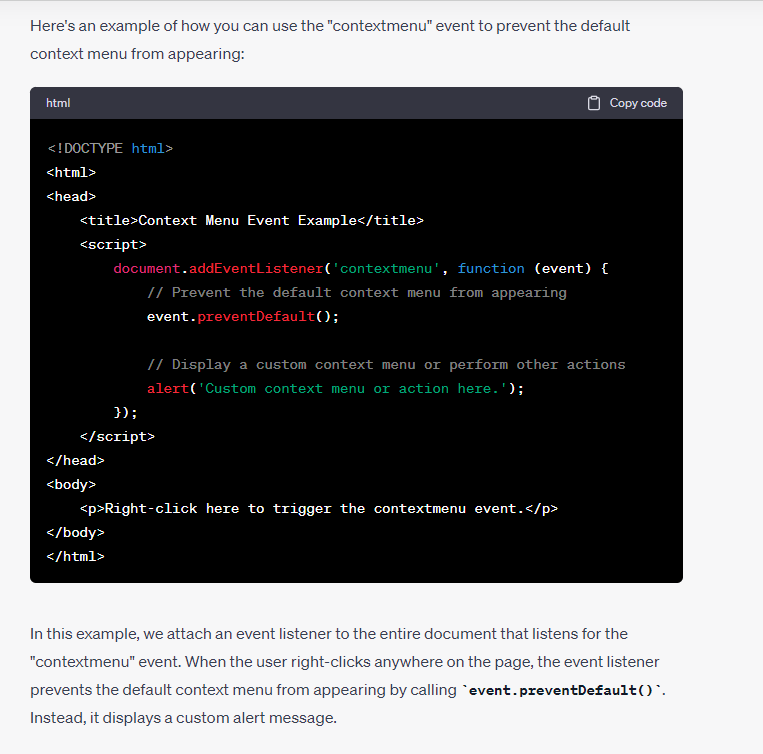 Here's an example of how you can use the "contextmenu" event to prevent the default
context menu from appearing:
html
Copy code
<!DOCTYPE html>
<html>
<head>
    <title>Context Menu Event Example</title>
    <script>
        document.addEventListener('contextmenu', function (event) {
            // Prevent the default context menu from appearing
            event.preventDefault();

            // Display a custom context menu or perform other actions
            alert('Custom context menu or action here.');
        });
    </script>
</head>
<body>
    <p>Right-click here to trigger the contextmenu event.</p>
</body>
</html>
In this example, we attach an event listener to the entire document that listens for the
"contextmenu" event. When the user right-clicks anywhere on the page, the event listener
prevents the default context menu from appearing by calling `event.preventDefault()`.
Instead, it displays a custom alert message.